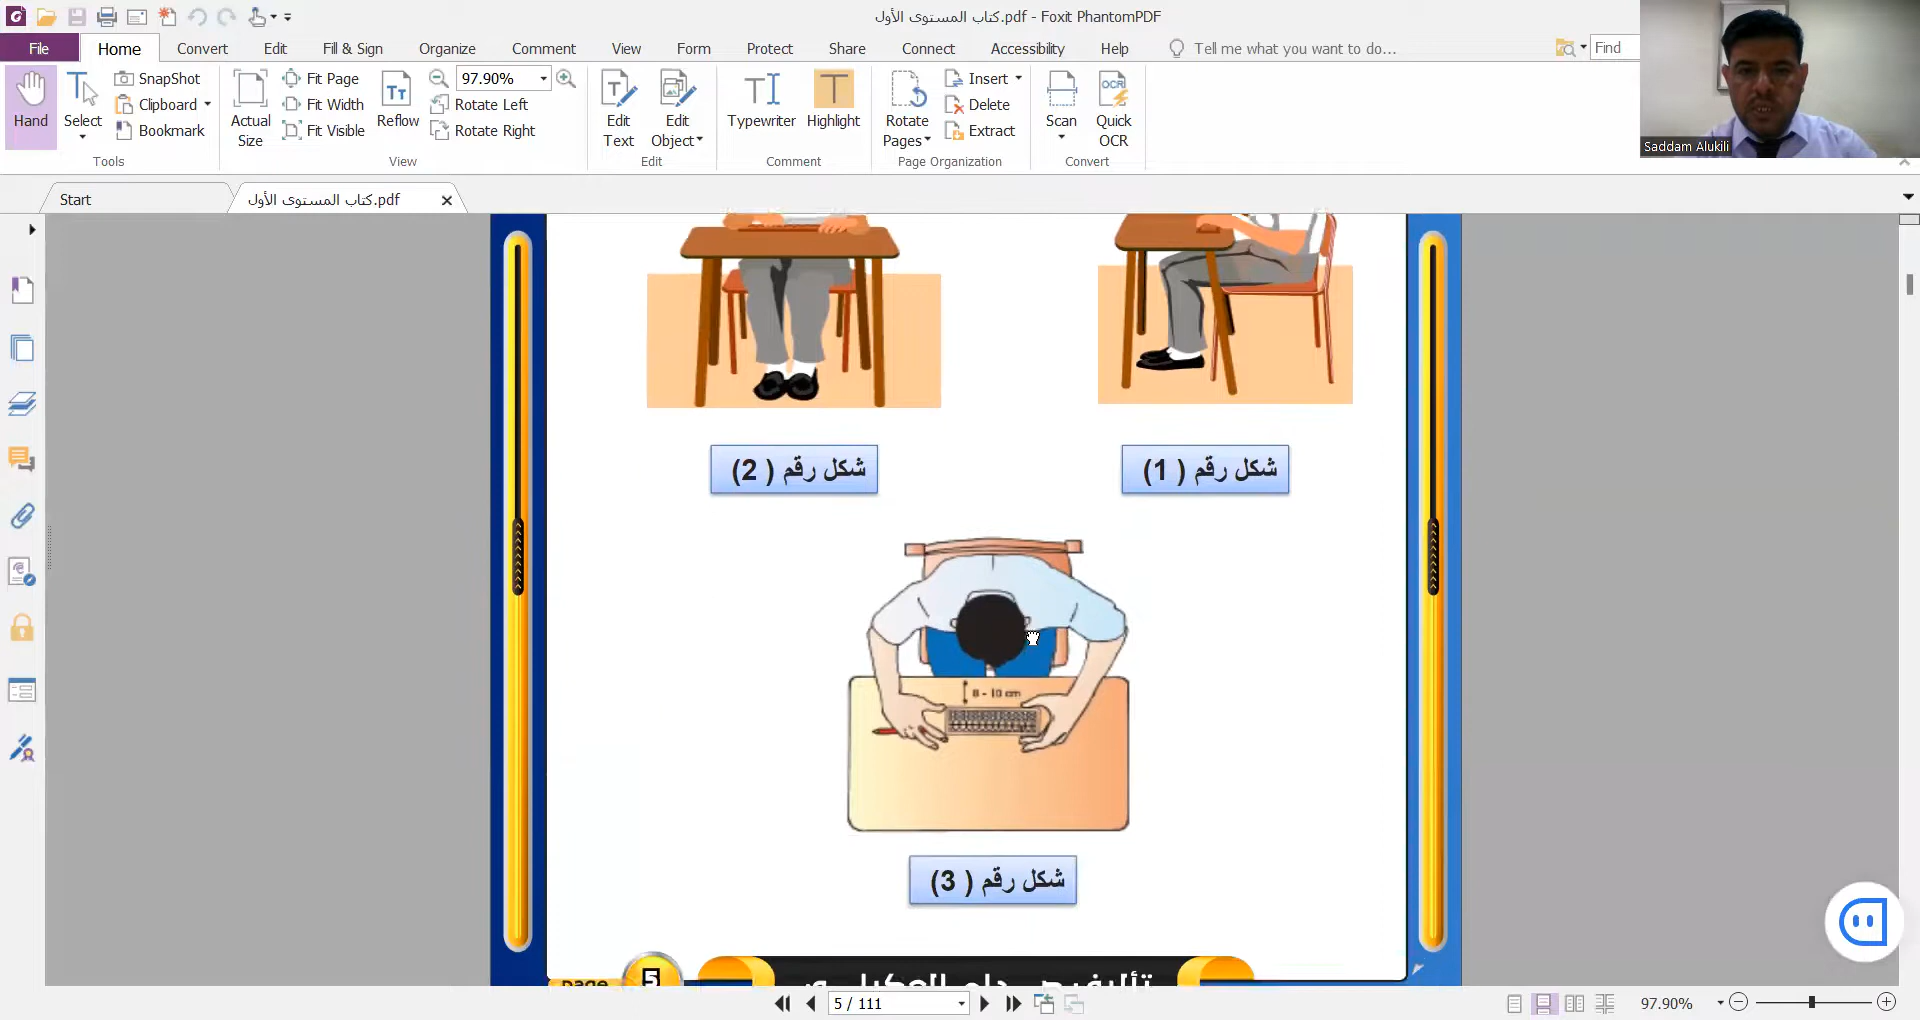 كتاب المستوى الأول.pdf - Foxit PhantomPDF
File Home Convert Edit Fill & Sign Organize Comment View Form Protect Share Connect Accessibility Help Tell me what you want to do... Find
Hand
Select
SnapShot
Clipboard
Bookmark
Tools
Actual Size
Fit Page
Fit Width
Fit Visible
Reflow
97.90%
Rotate Left
Rotate Right
View
Edit Text
Edit Object
Edit
Typewriter
Highlight
Comment
Rotate Pages
Insert
Delete
Extract
Page Organization
Scan
Quick OCR
Convert
Saddam Alukili
Start
كتاب المستوى الأول.pdf
شكل رقم ( 1)
شكل رقم ( 2)
8 - 10 cm
شكل رقم ( 3)
page 5
5 / 111
97.90%